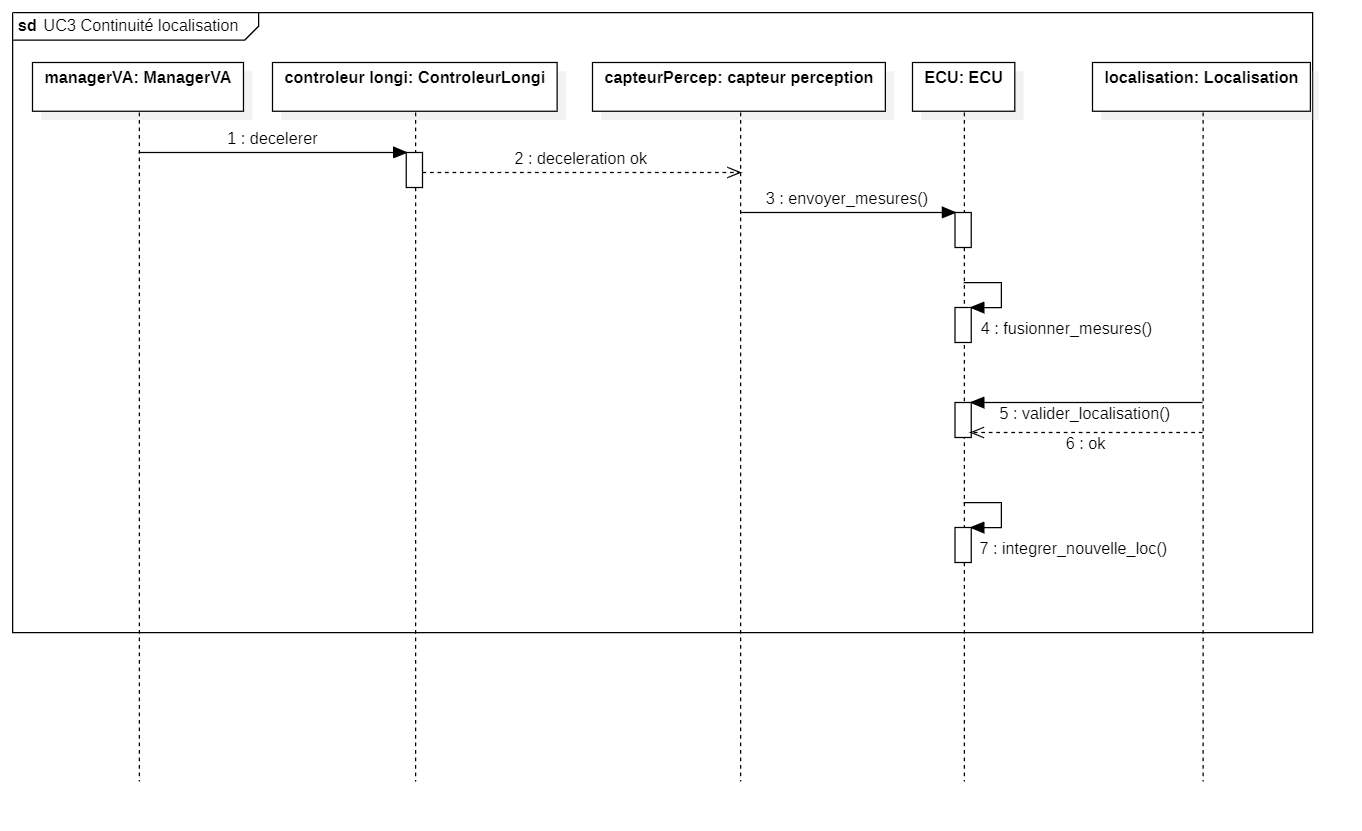 sd UC3 Continuité localisation
managerVA: ManagerVA
controleur longi: ControleurLongi
capteurPercep: capteur perception
ECU: ECU
localisation: Localisation
1 : decelerer
2 : deceleration ok
3 : envoyer_mesures()
4 : fusionner_mesures()
5 : valider_localisation()
6 : ok
7 : integrer_nouvelle_loc()